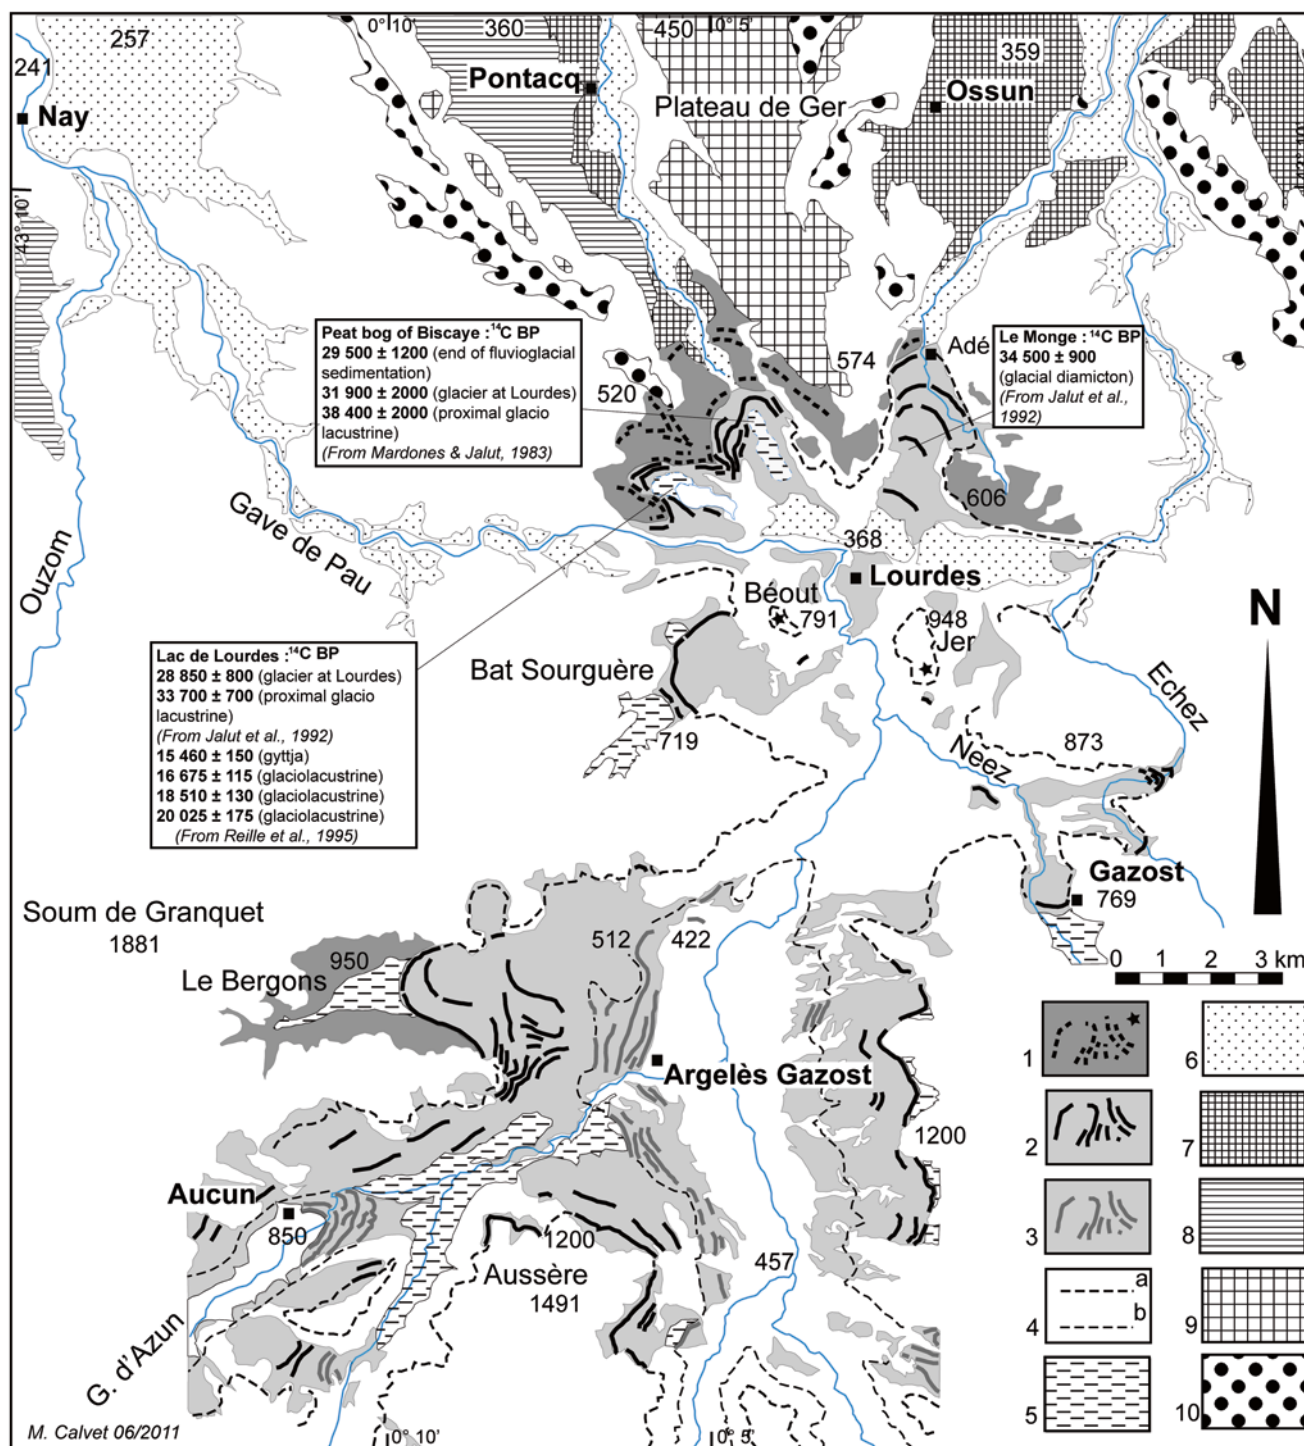 0°10'
0° 5'
257
360
450
359
241
Pontacq
Plateau de Ger
Ossun
Nay
43° 10'
43° 10'
Peat bog of Biscaye :¹⁴C BP
29 500 ± 1200 (end of fluvioglacial
sedimentation)
31 900 ± 2000 (glacier at Lourdes)
38 400 ± 2000 (proximal glacio
lacustrine)
(From Mardones & Jalut, 1983)
520
574
Adé
Le Monge : ¹⁴C BP
34 500 ± 900
(glacial diamicton)
(From Jalut et al.,
1992)
606
Ouzom
Gave de Pau
368
Lourdes
Béout
791
948
Jer
N
Lac de Lourdes :¹⁴C BP
28 850 ± 800 (glacier at Lourdes)
33 700 ± 700 (proximal glacio
lacustrine)
(From Jalut et al., 1992)
15 460 ± 150 (gyttja)
16 675 ± 115 (glaciolacustrine)
18 510 ± 130 (glaciolacustrine)
20 025 ± 175 (glaciolacustrine)
(From Reille et al., 1995)
Bat Sourguère
719
Echez
Neez
873
Gazost
769
Soum de Granquet
1881
512
422
Le Bergons
950
0 1 2 3 km
Argelès Gazost
1200
Aucun
850
1200
Aussère
1491
457
G. d'Azun
1
2
3
4
a
b
5
6
7
8
9
10
M. Calvet 06/2011
0° 10'
0° 5'